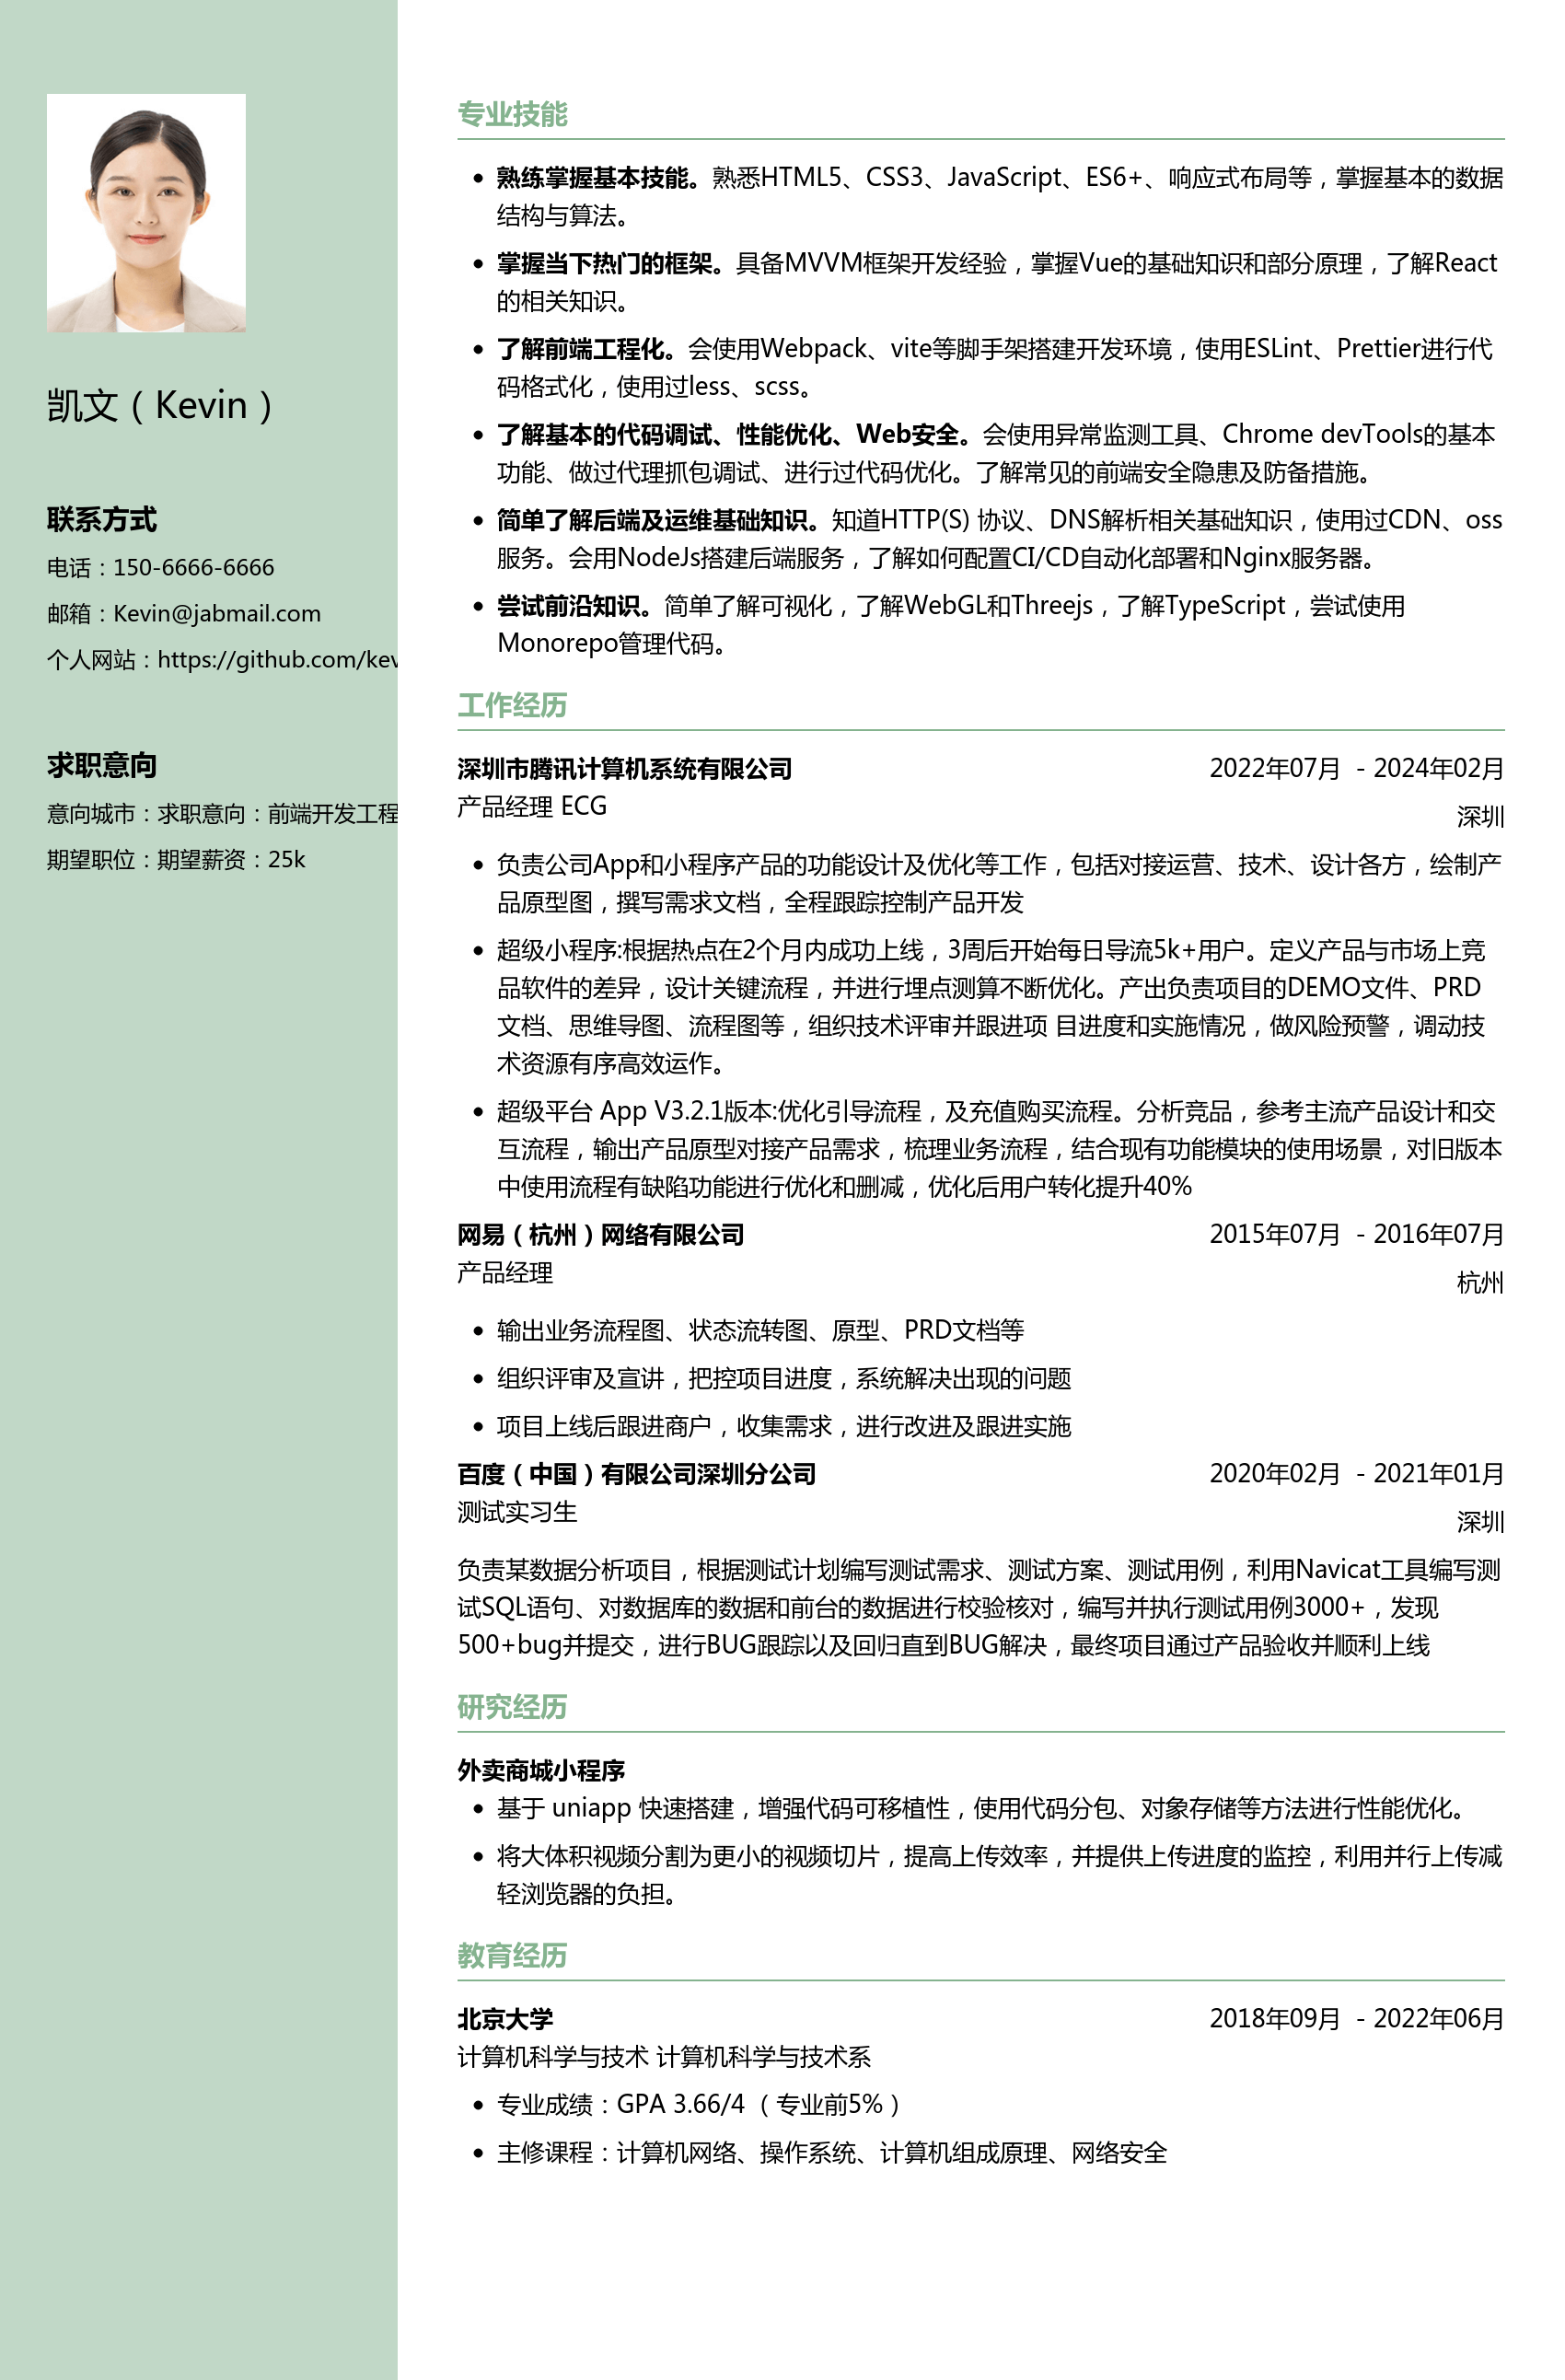 凯文（Kevin）
联系方式
电话：150-6666-6666
邮箱：Kevin@jabmail.com
个人网站：https://github.com/kev
求职意向
意向城市：求职意向：前端开发工程
期望职位：期望薪资：25k
专业技能
熟练掌握基本技能。熟悉HTML5、CSS3、JavaScript、ES6+、响应式布局等，掌握基本的数据
结构与算法。
掌握当下热门的框架。具备MVVM框架开发经验，掌握Vue的基础知识和部分原理，了解React
的相关知识。
了解前端工程化。会使用Webpack、vite等脚手架搭建开发环境，使用ESLint、Prettier进行代
码格式化，使用过less、scss。
了解基本的代码调试、性能优化、Web安全。会使用异常监测工具、Chrome devTools的基本
功能、做过代理抓包调试、进行过代码优化。了解常见的前端安全隐患及防备措施。
简单了解后端及运维基础知识。知道HTTP(S) 协议、DNS解析相关基础知识，使用过CDN、oss
服务。会用NodeJs搭建后端服务，了解如何配置CI/CD自动化部署和Nginx服务器。
尝试前沿知识。简单了解可视化，了解WebGL和Threejs，了解TypeScript，尝试使用
Monorepo管理代码。
工作经历
深圳市腾讯计算机系统有限公司 2022年07月 - 2024年02月
产品经理 ECG
深圳
负责公司App和小程序产品的功能设计及优化等工作，包括对接运营、技术、设计各方，绘制产
品原型图，撰写需求文档，全程跟踪控制产品开发
超级小程序:根据热点在2个月内成功上线，3周后开始每日导流5k+用户。定义产品与市场上竞
品软件的差异，设计关键流程，并进行埋点测算不断优化。产出负责项目的DEMO文件、PRD
文档、思维导图、流程图等，组织技术评审并跟进项 目进度和实施情况，做风险预警，调动技
术资源有序高效运作。
超级平台 App V3.2.1版本:优化引导流程，及充值购买流程。分析竞品，参考主流产品设计和交
互流程，输出产品原型对接产品需求，梳理业务流程，结合现有功能模块的使用场景，对旧版本
中使用流程有缺陷功能进行优化和删减，优化后用户转化提升40%
网易（杭州）网络有限公司 2015年07月 - 2016年07月
产品经理
杭州
输出业务流程图、状态流转图、原型、PRD文档等
组织评审及宣讲，把控项目进度，系统解决出现的问题
项目上线后跟进商户，收集需求，进行改进及跟进实施
百度（中国）有限公司深圳分公司 2020年02月 - 2021年01月
测试实习生
深圳
负责某数据分析项目，根据测试计划编写测试需求、测试方案、测试用例，利用Navicat工具编写测
试SQL语句、对数据库的数据和前台的数据进行校验核对，编写并执行测试用例3000+，发现
500+bug并提交，进行BUG跟踪以及回归直到BUG解决，最终项目通过产品验收并顺利上线
研究经历
外卖商城小程序
基于 uniapp 快速搭建，增强代码可移植性，使用代码分包、对象存储等方法进行性能优化。
将大体积视频分割为更小的视频切片，提高上传效率，并提供上传进度的监控，利用并行上传减
轻浏览器的负担。
教育经历
北京大学 2018年09月 - 2022年06月
计算机科学与技术 计算机科学与技术系
专业成绩：GPA 3.66/4 （专业前5%）
主修课程：计算机网络、操作系统、计算机组成原理、网络安全